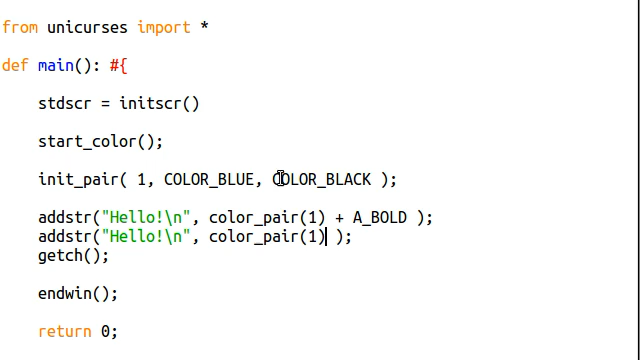 from unicurses import *
def main(): #{
stdscr = initscr()
start_color();
init_pair( 1, COLOR_BLUE, COLOR_BLACK );
addstr("Hello!\n", color_pair(1) + A_BOLD );
addstr("Hello!\n", color_pair(1) );
getch();
endwin();
return 0;